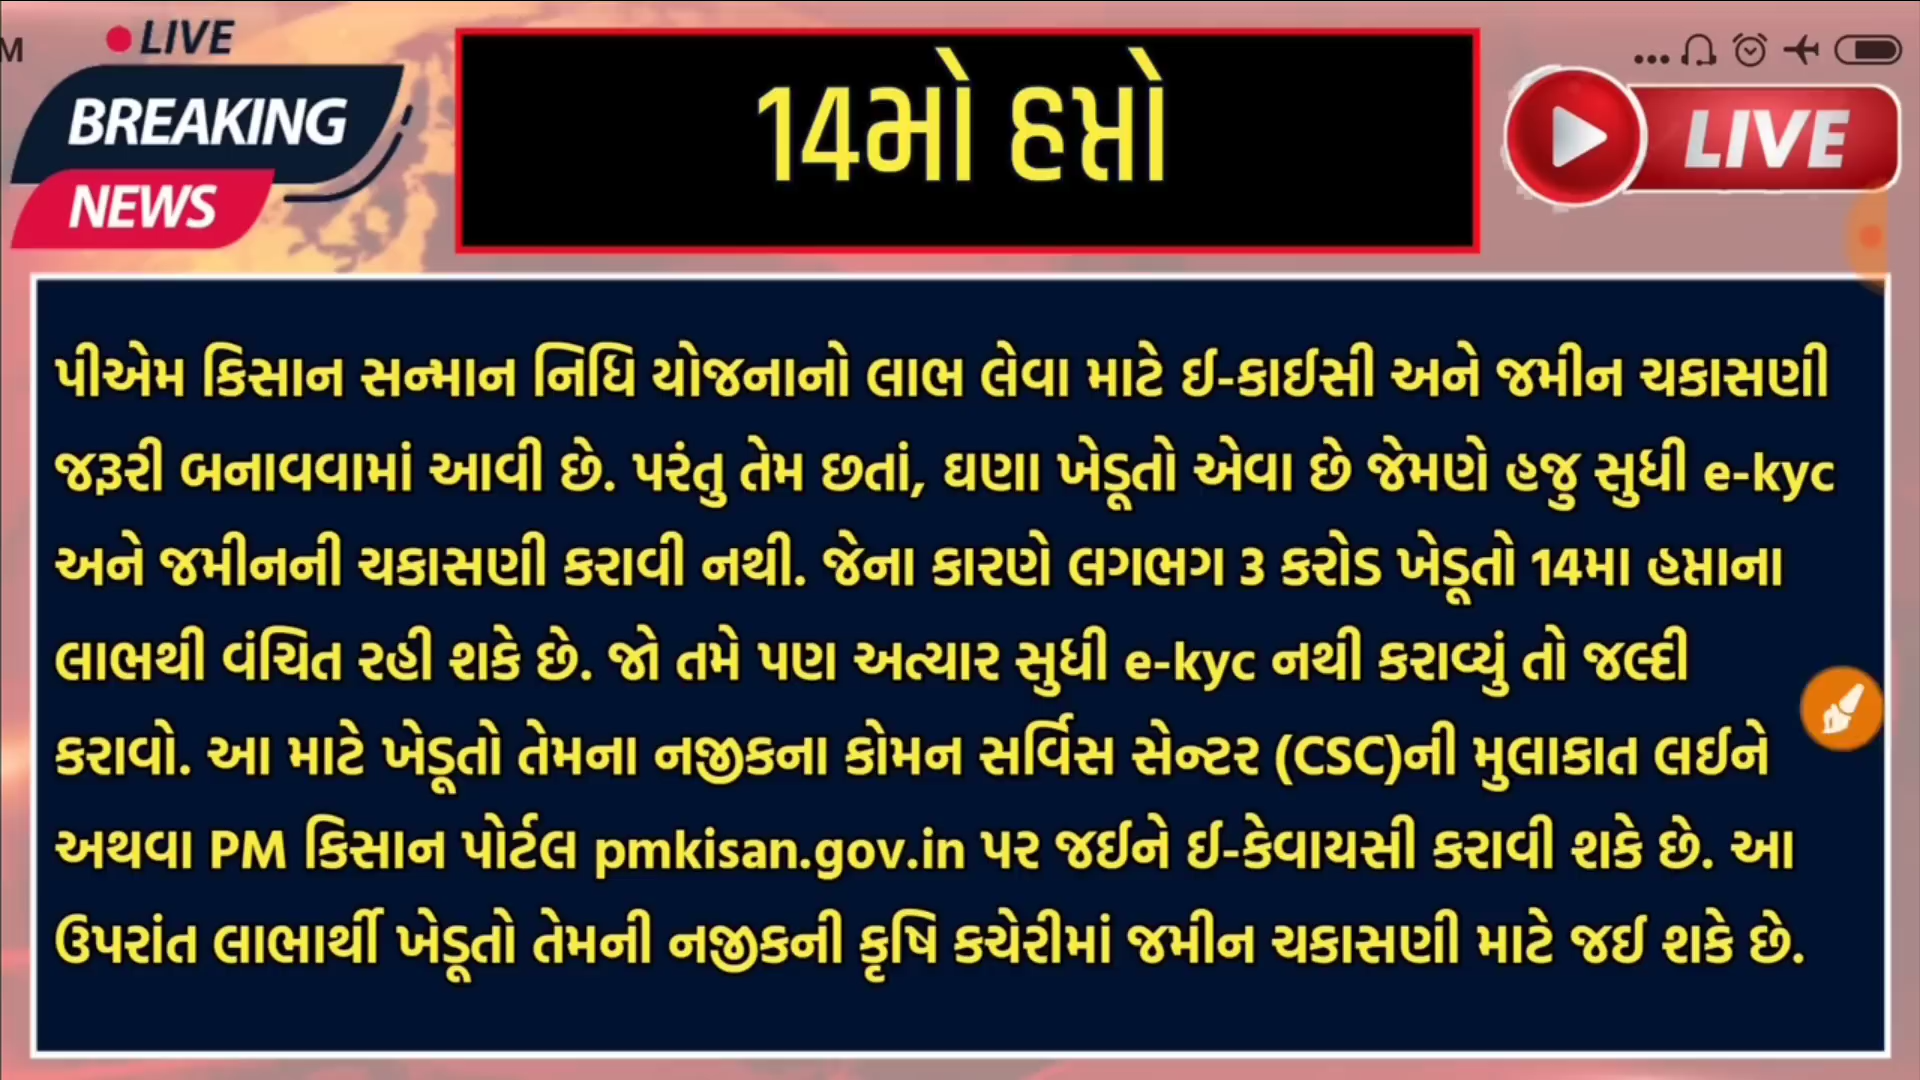 M
LIVE
BREAKING
NEWS
14મો હપ્તો
LIVE
પીએમ કિસાન સન્માન નિધિ યોજનાનો લાભ લેવા માટે ઈ-કાઈસી અને જમીન ચકાસણી
જરૂરી બનાવવામાં આવી છે. પરંતુ તેમ છતાં, ઘણા ખેડૂતો એવા છે જેમણે હજુ સુધી e-kyc
અને જમીનની ચકાસણી કરાવી નથી. જેના કારણે લગભગ 3 કરોડ ખેડૂતો 14મા હપ્તાના
લાભથી વંચિત રહી શકે છે. જો તમે પણ અત્યાર સુધી e-kyc નથી કરાવ્યું તો જલ્દી
કરાવો. આ માટે ખેડૂતો તેમના નજીકના કોમન સર્વિસ સેન્ટર (CSC)ની મુલાકાત લઈને
અથવા PM કિસાન પોર્ટલ pmkisan.gov.in પર જઈને ઈ-કેવાયસી કરાવી શકે છે. આ
ઉપરાંત લાભાર્થી ખેડૂતો તેમની નજીકની કૃષિ કચેરીમાં જમીન ચકાસણી માટે જઈ શકે છે.